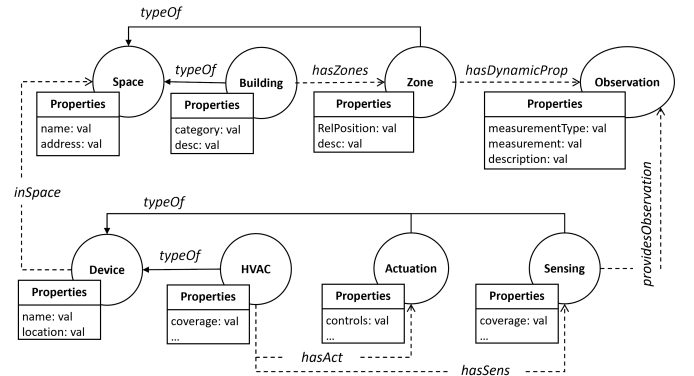 typeOf
Space
typeOf
Building
hasZones
Zone
hasDynamicProp
Observation
Properties
name: val
address: val
Properties
category: val
desc: val
Properties
RelPosition: val
desc: val
Properties
measurementType: val
measurement: val
description: val
inSpace
providesObservation
typeOf
Device
typeOf
HVAC
Actuation
Sensing
Properties
name: val
location: val
Properties
coverage: val
...
Properties
controls: val
...
Properties
coverage: val
...
hasAct
hasSens